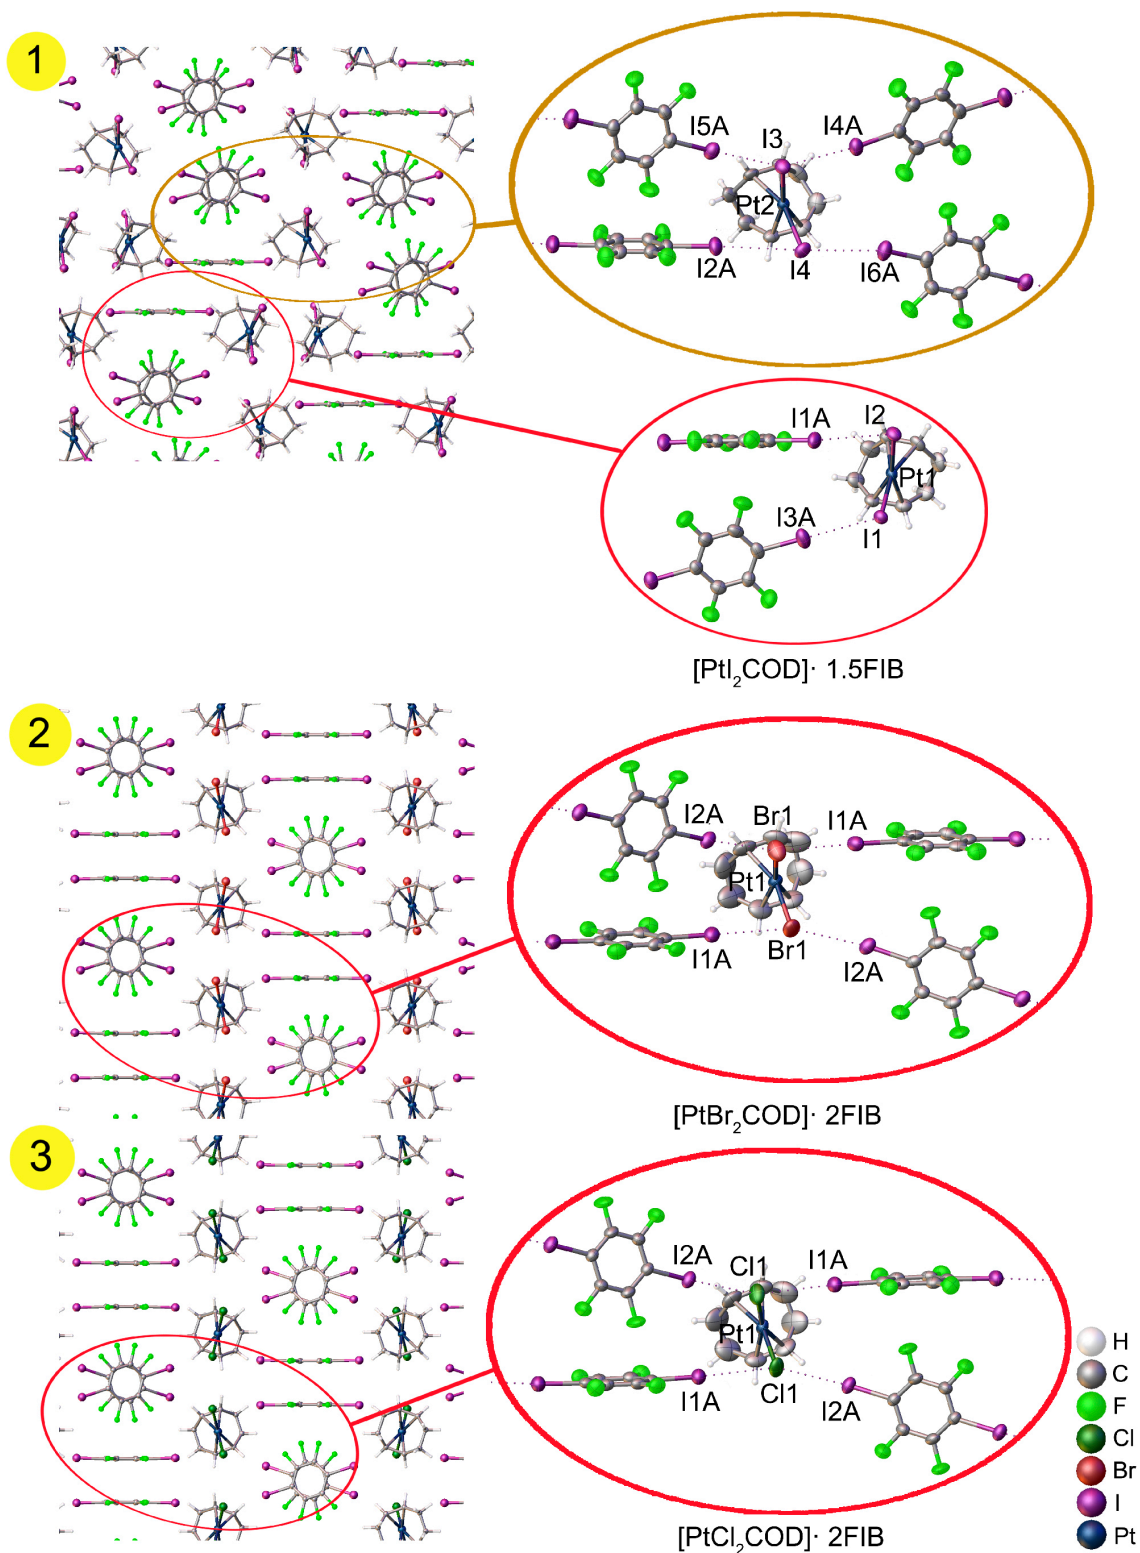 1
I5A I3 I4A
Pt2
I2A I4 I6A
I1A I2
Pt1
I3A I1
[PtI₂COD]· 1.5FIB
2
I2A Br1 I1A
Pt1
I1A Br1 I2A
[PtBr₂COD]· 2FIB
3
I2A Cl1 I1A
Pt1
I1A Cl1 I2A
[PtCl₂COD]· 2FIB
H
C
F
Cl
Br
I
Pt